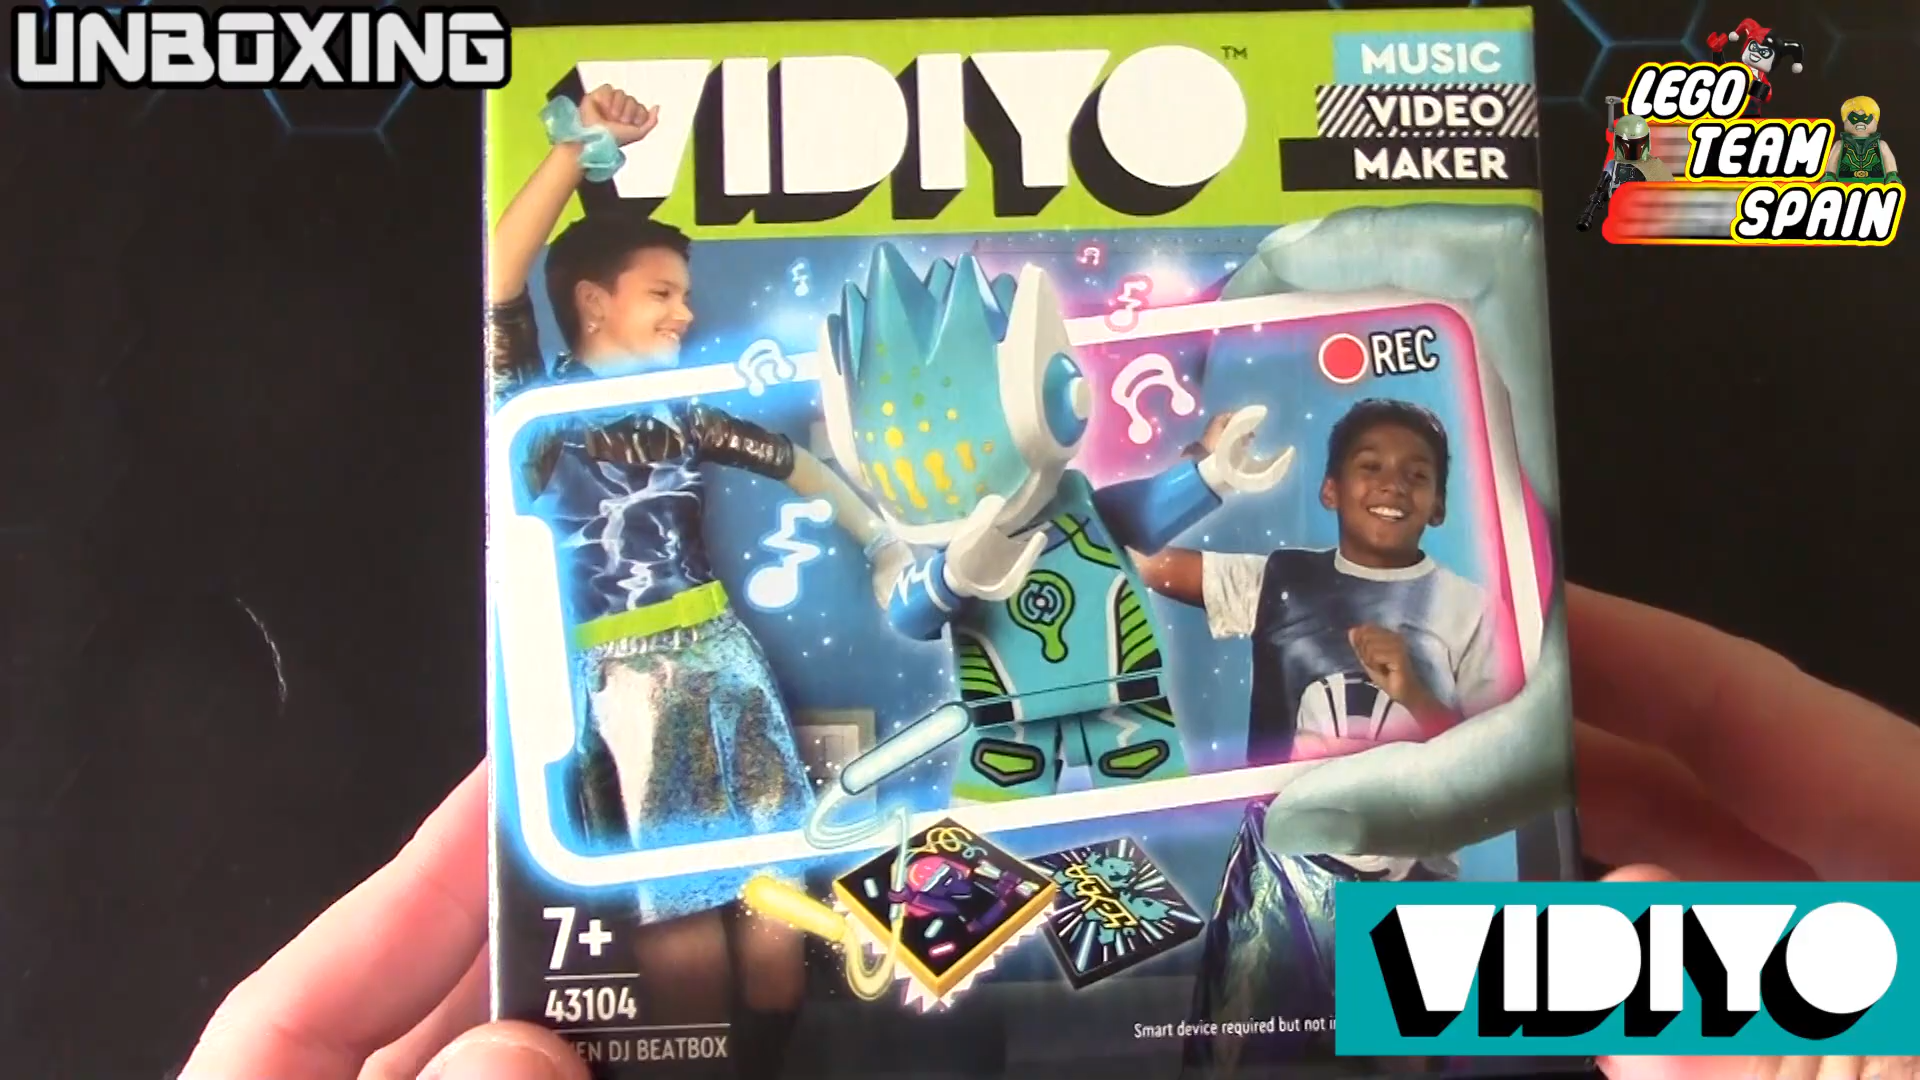 UNBOXING
VIDIYO™
MUSIC
VIDEO
MAKER
LEGO
TEAM
SPAIN
REC
7+
43104
EN DJ BEATBOX
Smart device required but not
VIDIYO